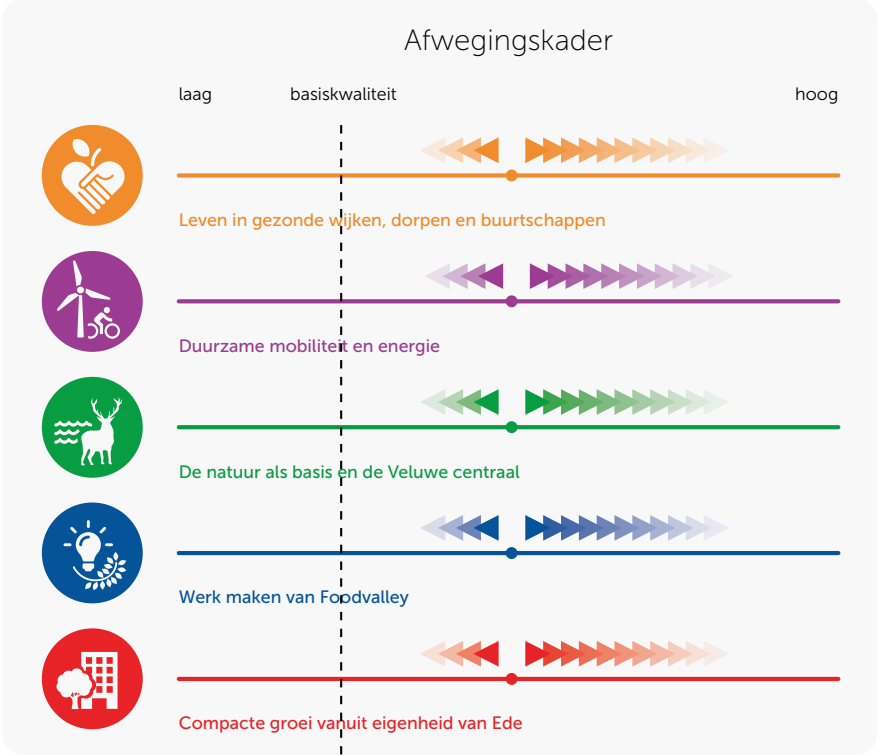 Afwegingskader
laag basiskwaliteit hoog
Leven in gezonde wijken, dorpen en buurtschappen
Duurzame mobiliteit en energie
De natuur als basis en de Veluwe centraal
Werk maken van Foodvalley
Compacte groei vanuit eigenheid van Ede